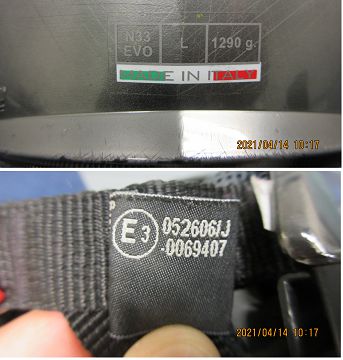 N33
EVO
L
1290 g.
MADE IN ITALY
2021/04/14 10:17
E3
052606/J
-0069407
2021/04/14 10:17